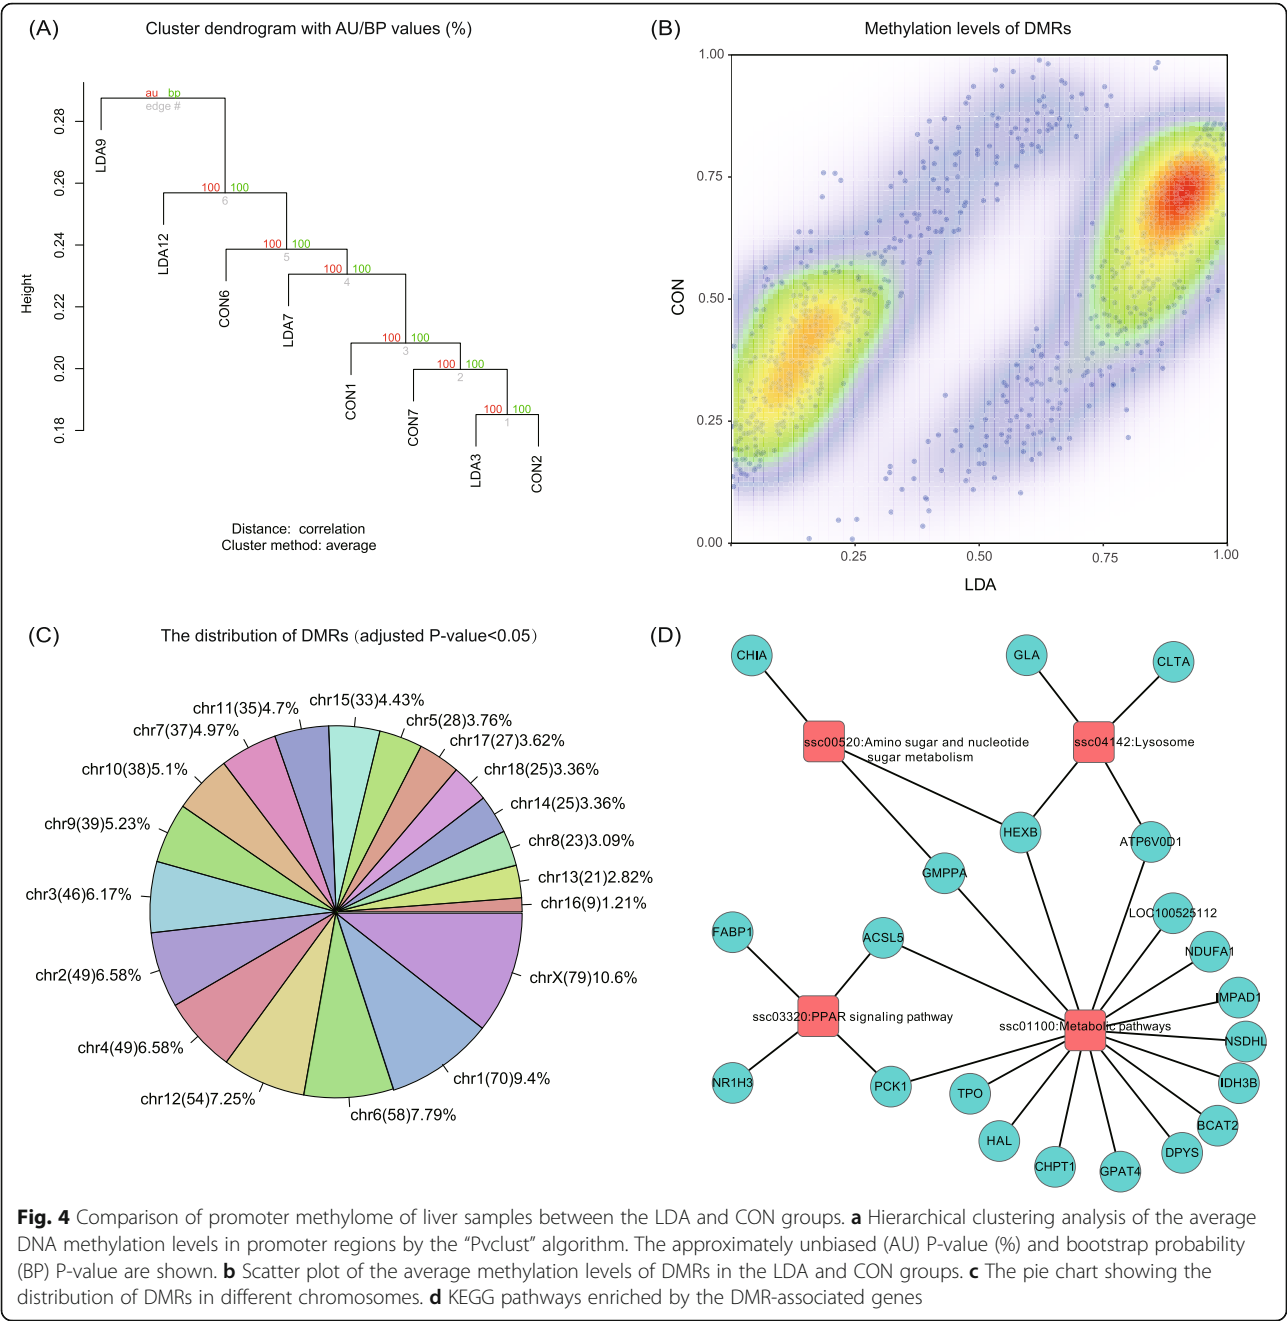 (A)
Cluster dendrogram with AU/BP values (%)
Height
0.28
0.26
0.24
0.22
0.20
0.18
au bp
edge #
LDA9
100 100
6
LDA12
100 100
5
CON6
100 100
4
LDA7
100 100
3
CON1
100 100
2
CON7
100 100
1
LDA3
CON2
Distance: correlation
Cluster method: average
(B)
Methylation levels of DMRs
CON
1.00
0.75
0.50
0.25
0.00
0.25
0.50
0.75
1.00
LDA
(C)
The distribution of DMRs (adjusted P-value<0.05)
chr15(33)4.43%
chr11(35)4.7%
chr5(28)3.76%
chr7(37)4.97%
chr17(27)3.62%
chr10(38)5.1%
chr18(25)3.36%
chr14(25)3.36%
chr9(39)5.23%
chr8(23)3.09%
chr13(21)2.82%
chr3(46)6.17%
chr16(9)1.21%
chr2(49)6.58%
chrX(79)10.6%
chr4(49)6.58%
chr1(70)9.4%
chr12(54)7.25%
chr6(58)7.79%
(D)
CHIA
GLA
CLTA
ssc00520:Amino sugar and nucleotide
sugar metabolism
ssc04142:Lysosome
HEXB
ATP6V0D1
GMPPA
LOC100525112
FABP1
ACSL5
NDUFA1
IMPAD1
ssc03320:PPAR signaling pathway
ssc01100:Metabolic pathways
NSDHL
NR1H3
PCK1
TPO
IDH3B
BCAT2
HAL
DPYS
CHPT1
GPAT4
Fig. 4 Comparison of promoter methylome of liver samples between the LDA and CON groups. a Hierarchical clustering analysis of the average
DNA methylation levels in promoter regions by the “Pvclust” algorithm. The approximately unbiased (AU) P-value (%) and bootstrap probability
(BP) P-value are shown. b Scatter plot of the average methylation levels of DMRs in the LDA and CON groups. c The pie chart showing the
distribution of DMRs in different chromosomes. d KEGG pathways enriched by the DMR-associated genes